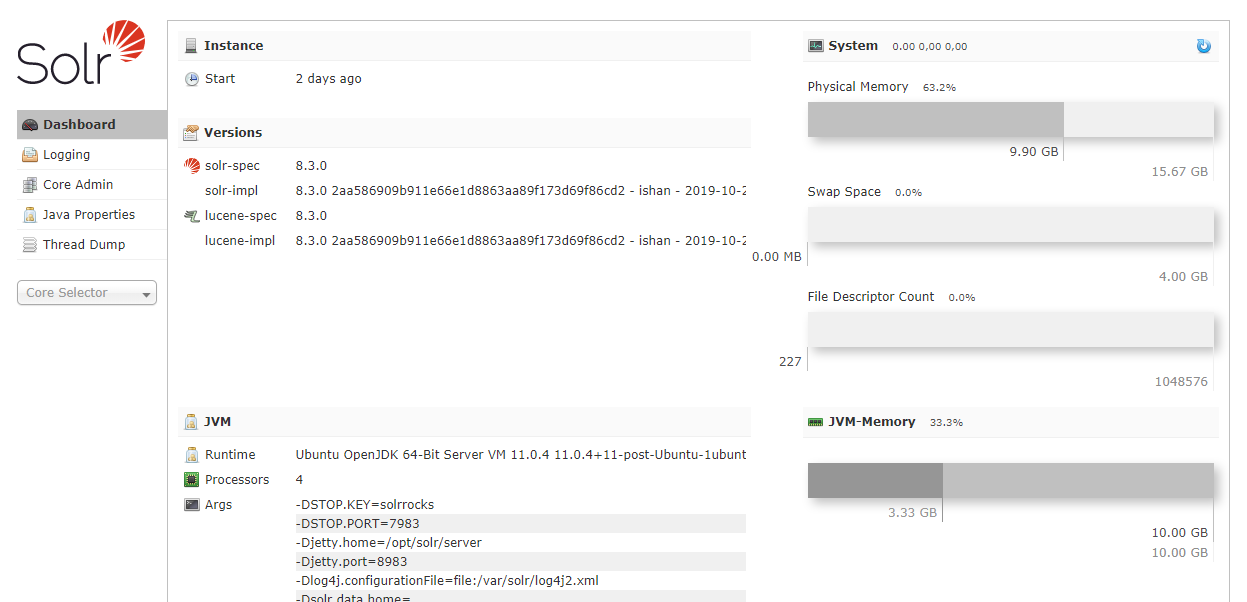 Solr
Dashboard
Logging
Core Admin
Java Properties
Thread Dump
Core Selector
Instance
Start 2 days ago
Versions
solr-spec 8.3.0
solr-impl 8.3.0 2aa586909b911e66e1d8863aa89f173d69f86cd2 - ishan - 2019-10-2
lucene-spec 8.3.0
lucene-impl 8.3.0 2aa586909b911e66e1d8863aa89f173d69f86cd2 - ishan - 2019-10-2
JVM
Runtime Ubuntu OpenJDK 64-Bit Server VM 11.0.4 11.0.4+11-post-Ubuntu-1ubunt
Processors 4
Args -DSTOP.KEY=solrrocks
-DSTOP.PORT=7983
-Djetty.home=/opt/solr/server
-Djetty.port=8983
-Dlog4j.configurationFile=file:/var/solr/log4j2.xml
-Dsolr.data.home=
System 0.00 0,00 0,00
Physical Memory 63.2%
9.90 GB
15.67 GB
Swap Space 0.0%
0.00 MB
4.00 GB
File Descriptor Count 0.0%
227
1048576
JVM-Memory 33.3%
3.33 GB
10.00 GB
10.00 GB